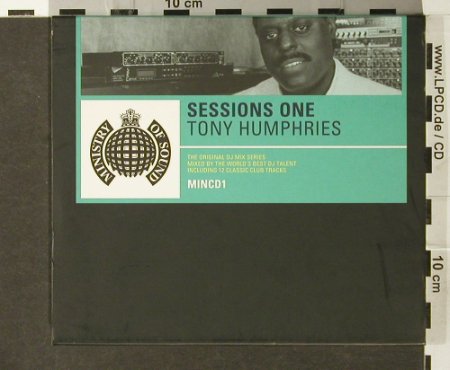 10 cm
www.LPCD.de / CD
SESSIONS ONE
TONY HUMPHRIES
MINISTRY OF SOUND
THE ORIGINAL DJ MIX SERIES
MIXED BY THE WORLD'S BEST DJ TALENT
INCLUDING 12 CLASSIC CLUB TRACKS
MINCD1
10 cm